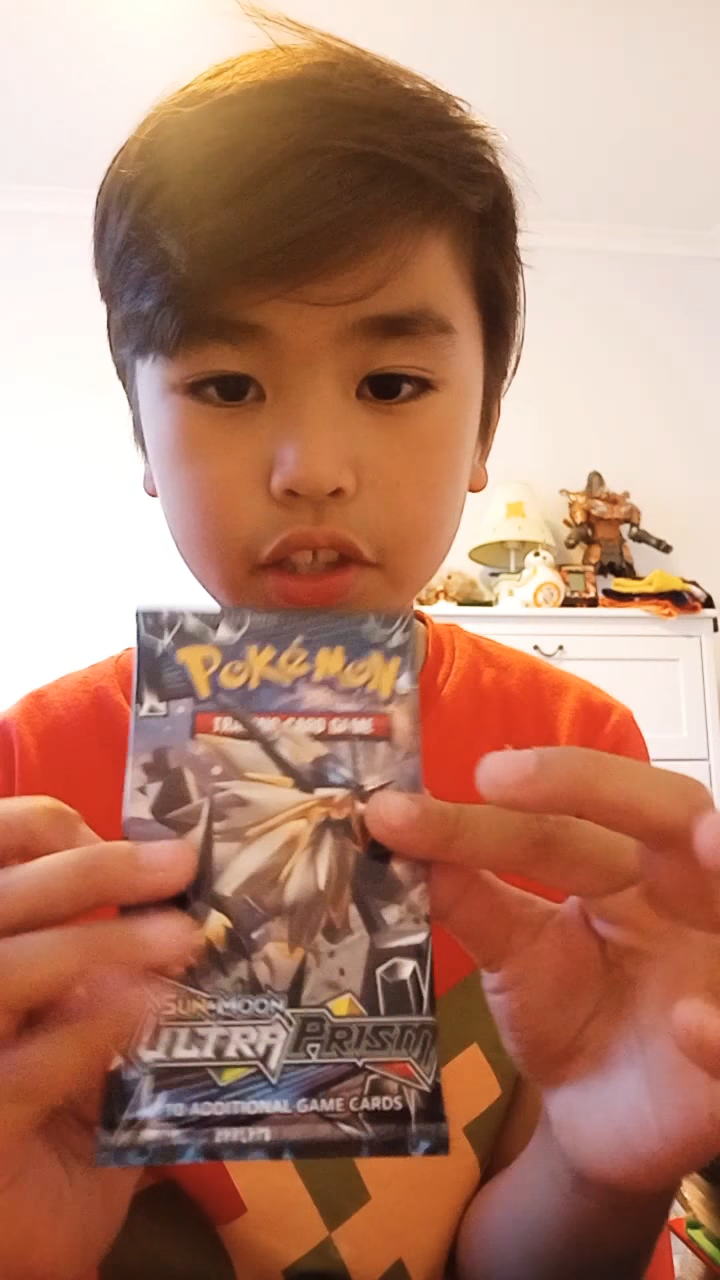 POKéMON
TRADING CARD GAME
SUN & MOON
ULTRA PRISM
10 ADDITIONAL GAME CARDS